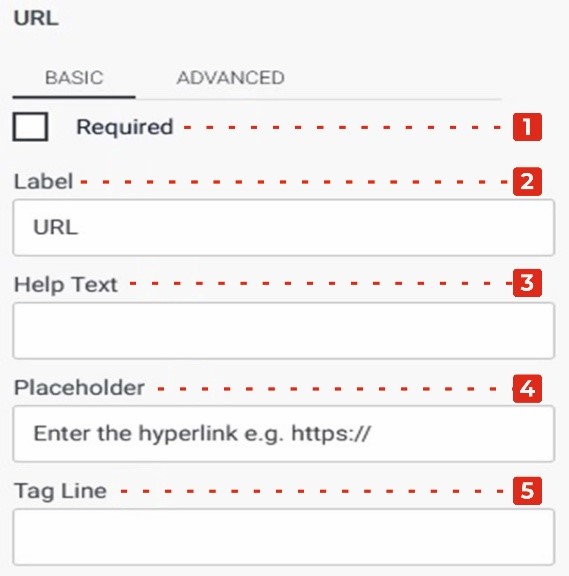 URL
BASIC ADVANCED
Required 1
Label 2
URL
Help Text 3
Placeholder 4
Enter the hyperlink e.g. https://
Tag Line 5